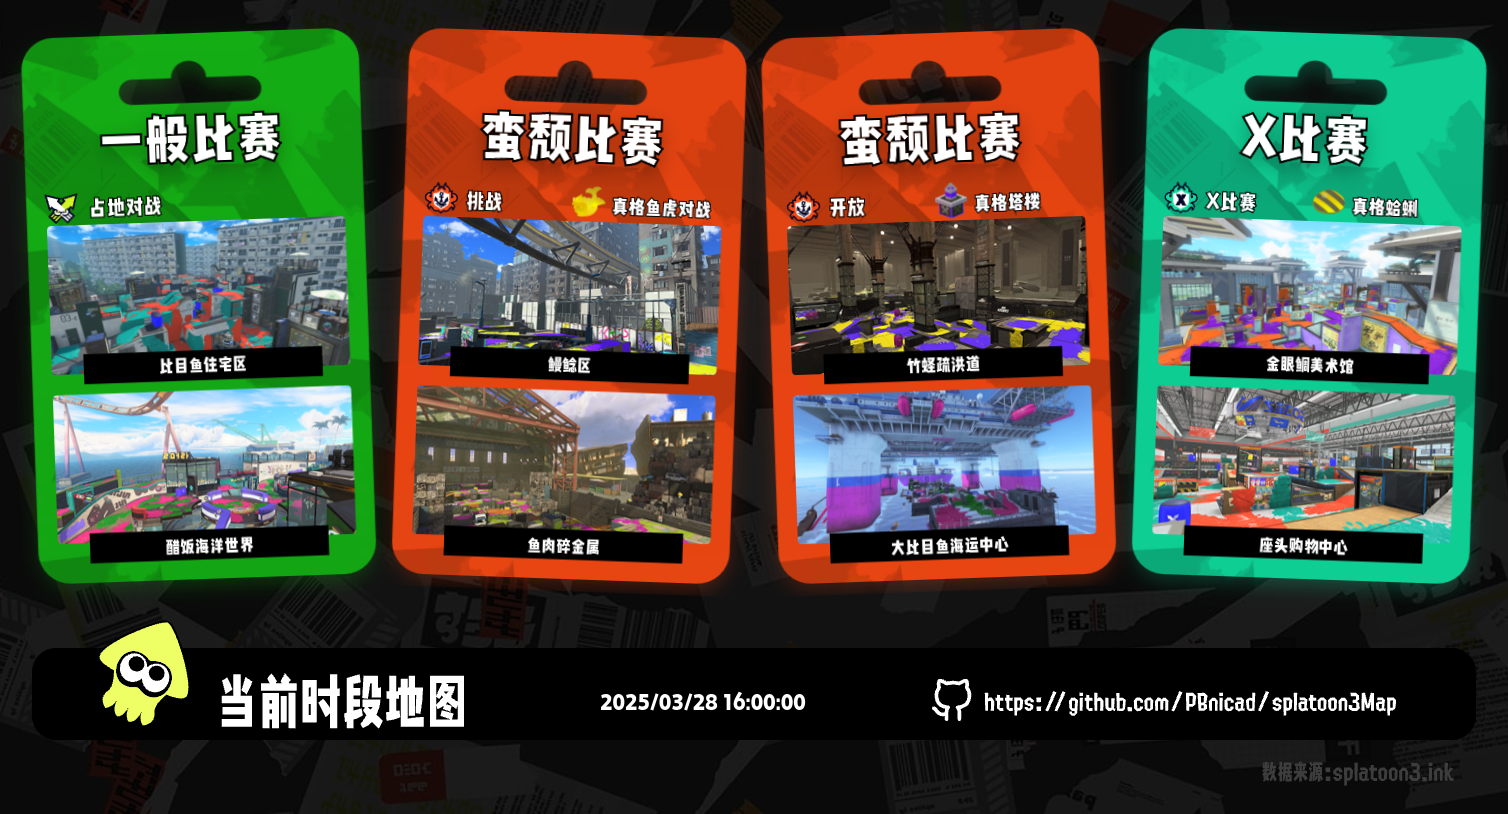 一般比赛
占地对战
比目鱼住宅区
醋饭海洋世界
蛮颓比赛
挑战
真格鱼虎对战
鳗鲶区
鱼肉碎金属
蛮颓比赛
开放
真格塔楼
竹蛏疏洪道
大比目鱼海运中心
X比赛
X比赛
真格蛤蜊
金眼鲷美术馆
座头购物中心
当前时段地图
2025/03/28 16:00:00
https://github.com/PBnicad/splatoon3Map
数据来源:splatoon3.ink